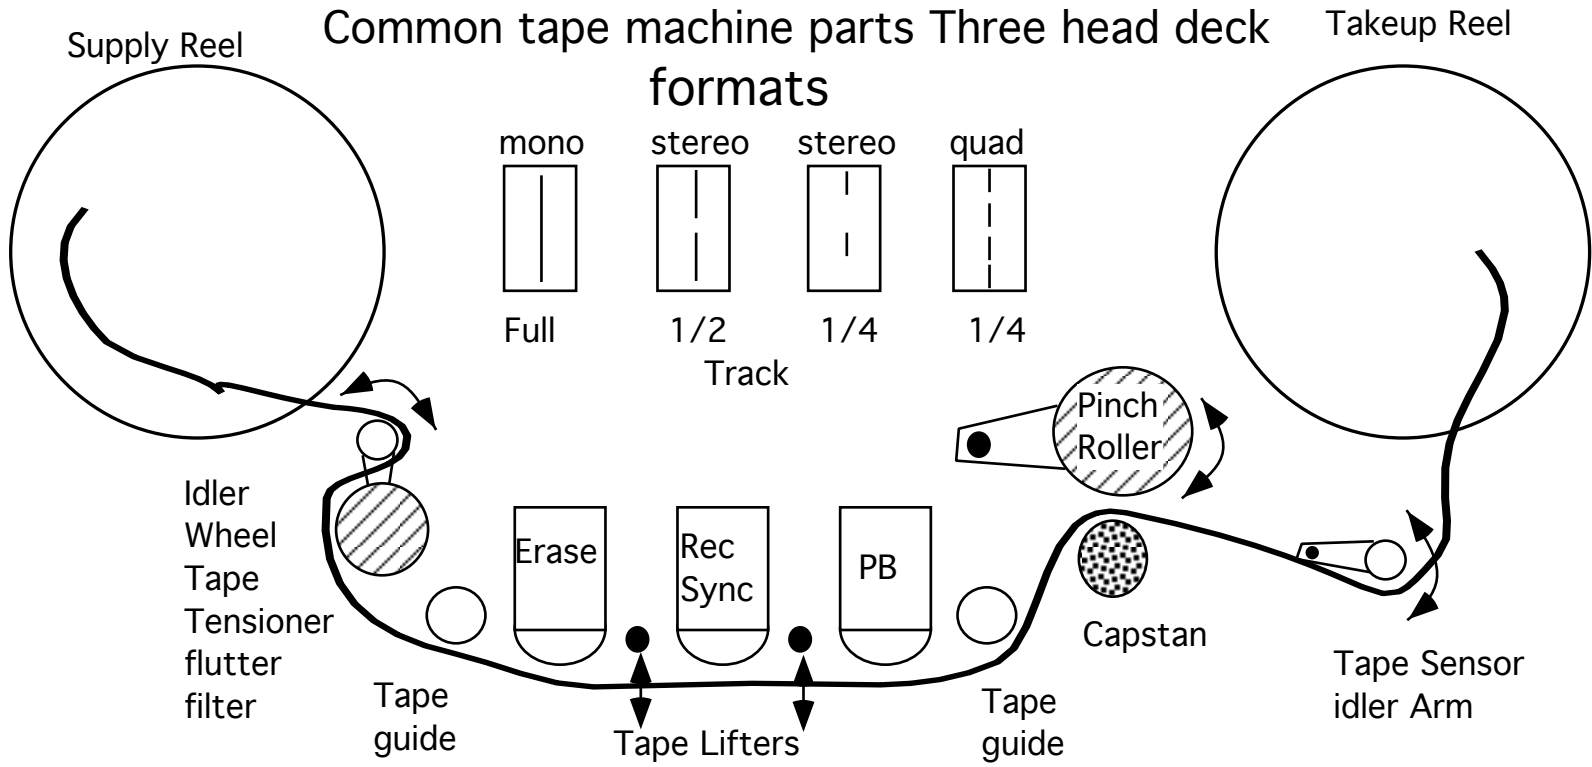 Common tape machine parts Three head deck
Supply Reel
Takeup Reel
formats
mono stereo stereo quad
Full 1/2 1/4 1/4
Track
Pinch
Roller
Idler
Wheel
Tape
Tensioner
flutter
filter
Erase
Rec
Sync
PB
Capstan
Tape Sensor
idler Arm
Tape
guide
Tape Lifters
Tape
guide